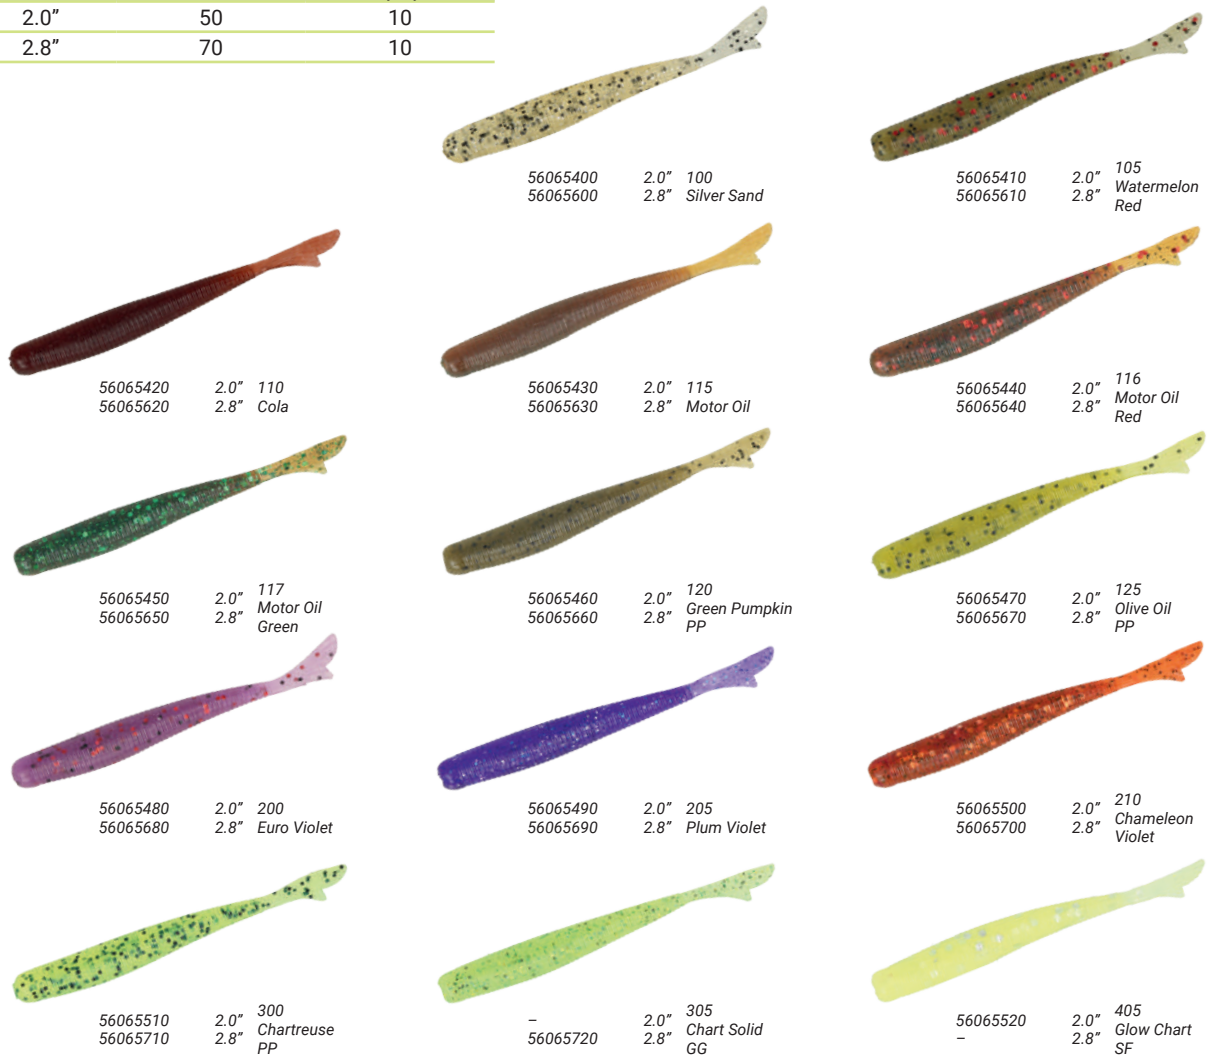 2.0” 50 10
2.8” 70 10
56065400 2.0” 100
56065600 2.8” Silver Sand
56065410 2.0” 105
56065610 2.8” Watermelon
Red
56065420 2.0” 110
56065620 2.8” Cola
56065430 2.0” 115
56065630 2.8” Motor Oil
56065440 2.0” 116
56065640 2.8” Motor Oil
Red
56065450 2.0” 117
56065650 2.8” Motor Oil
Green
56065460 2.0” 120
56065660 2.8” Green Pumpkin
PP
56065470 2.0” 125
56065670 2.8” Olive Oil
PP
56065480 2.0” 200
56065680 2.8” Euro Violet
56065490 2.0” 205
56065690 2.8” Plum Violet
56065500 2.0” 210
56065700 2.8” Chameleon
Violet
56065510 2.0” 300
56065710 2.8” Chartreuse
PP
– 2.0” 305
56065720 2.8” Chart Solid
GG
56065520 2.0” 405
– 2.8” Glow Chart
SF